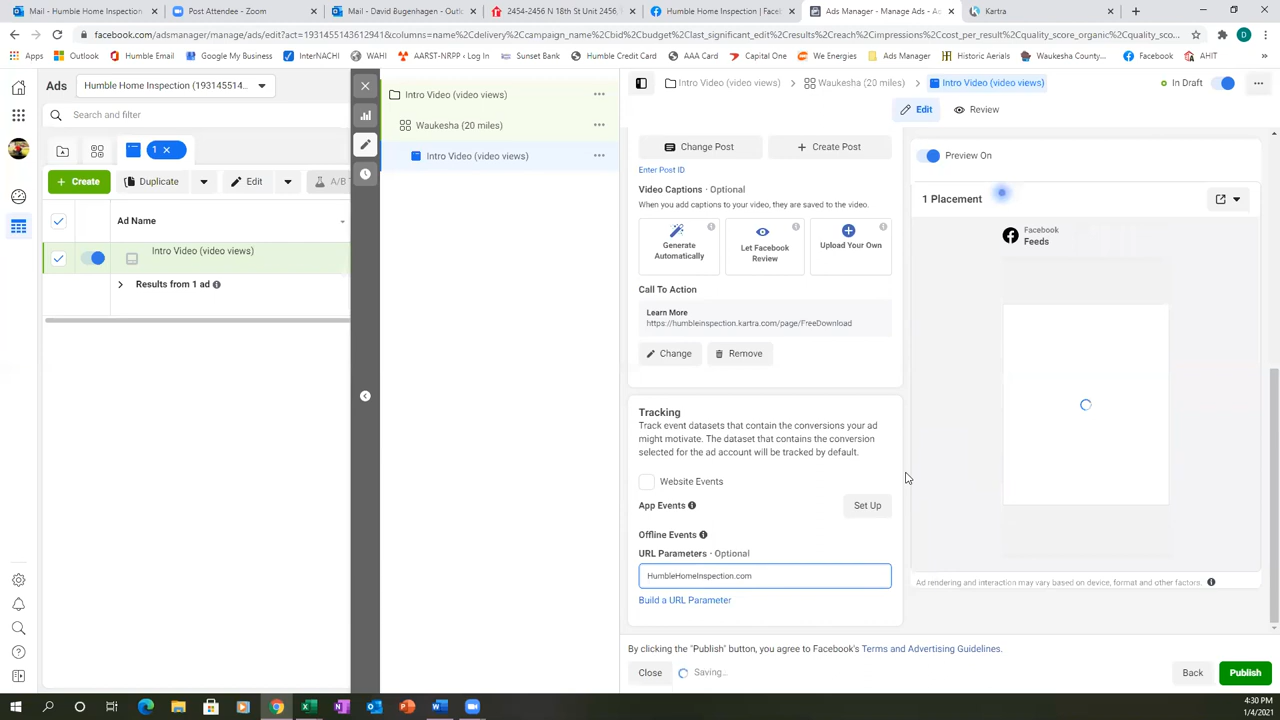 Mail - Humble Home Inspection
Post Attendee - Zoom
Mail - David Bugenhagen - Outlo
2454-2456 N 18th St Unit 2456,
Humble Home Inspection | Faceb
Ads Manager - Manage Ads - Ac
Kartra
facebook.com/adsmanager/manage/ads/edit?act=1931455143612941&columns=name%2Cdelivery%2Ccampaign_name%2Cbid%2Cbudget%2Clast_significant_edit%2Cresults%2Creach%2Cimpressions%2Ccost_per_result%2Cquality_score_organic%2Cquality_sco...
D
Apps
Outlook
Humble Email
Google My Business
InterNACHI
WAHI
AARST-NRPP - Log In
Sunset Bank
Humble Credit Card
AAA Card
Capital One
We Energies
Ads Manager
Historic Aerials
Waukesha County...
Facebook
AHIT
Ads
Humble Home Inspection (1931455514...
Search and filter
1
Create
Duplicate
Edit
A/B T
Ad Name
Intro Video (video views)
Results from 1 ad
Intro Video (video views)
Waukesha (20 miles)
Intro Video (video views)
Intro Video (video views)
Waukesha (20 miles)
Intro Video (video views)
In Draft
Edit
Review
Change Post
Create Post
Enter Post ID
Video Captions · Optional
When you add captions to your video, they are saved to the video.
Generate Automatically
Let Facebook Review
Upload Your Own
Call To Action
Learn More
https://humbleinspection.kartra.com/page/FreeDownload
Change
Remove
Tracking
Track event datasets that contain the conversions your ad
might motivate. The dataset that contains the conversion
selected for the ad account will be tracked by default.
Website Events
App Events
Set Up
Offline Events
URL Parameters · Optional
HumbleHomeInspection.com
Build a URL Parameter
Preview On
1 Placement
Facebook
Feeds
Ad rendering and interaction may vary based on device, format and other factors.
By clicking the "Publish" button, you agree to Facebook's Terms and Advertising Guidelines.
Close
Saving...
Back
Publish
4:30 PM
1/4/2021